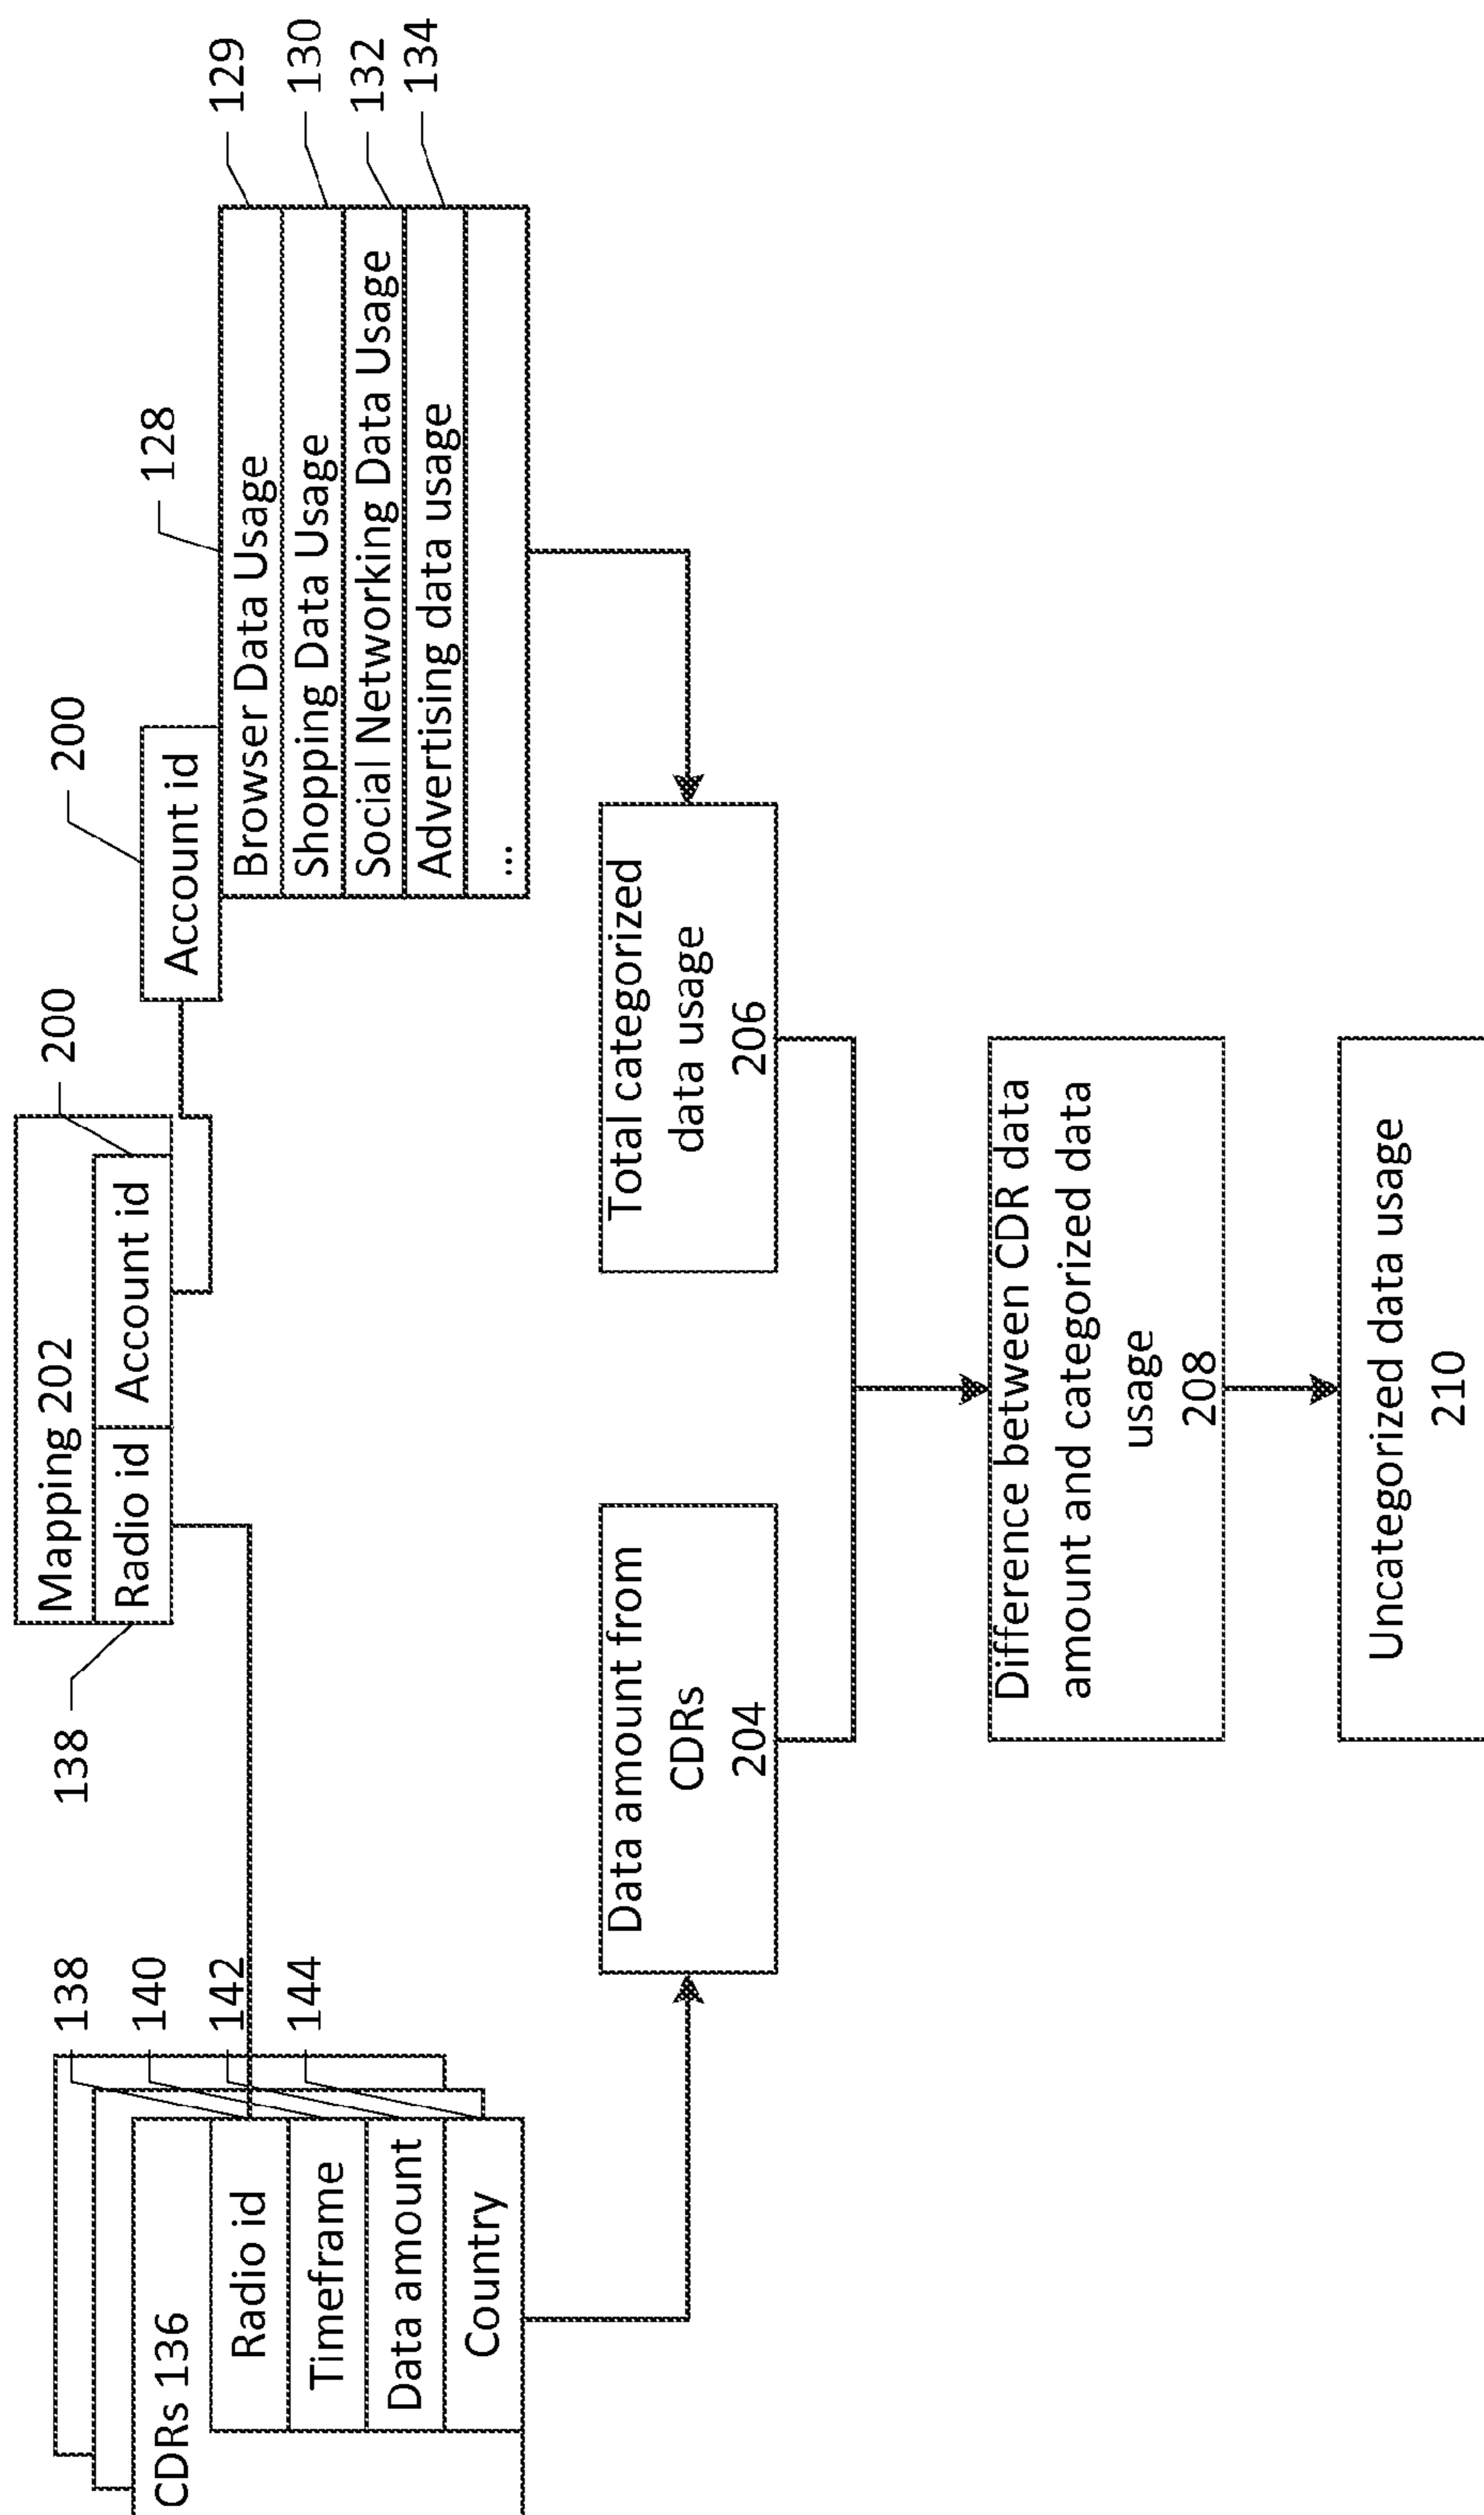 138
140
142
144
CDRs 136
Radio id
Timeframe
Data amount
Country
138
Mapping 202
Radio id
Account id
200
200
Account id
128
Browser Data Usage
129
Shopping Data Usage
130
Social Networking Data Usage
132
Advertising data usage
134
...
Data amount from
CDRs
204
Total categorized
data usage
206
Difference between CDR data
amount and categorized data
usage
208
Uncategorized data usage
210